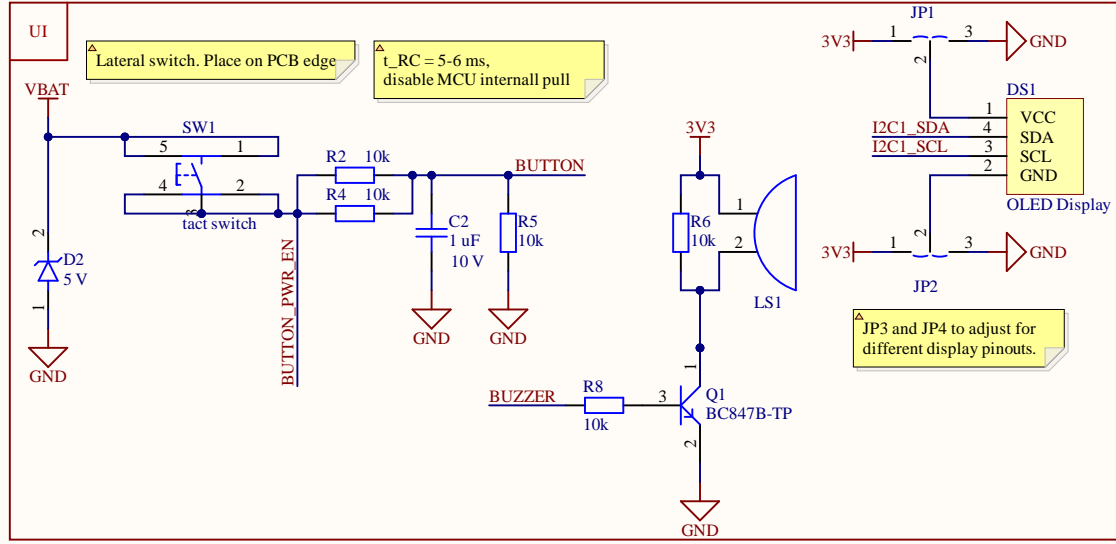 UI
Lateral switch. Place on PCB edge
t_RC = 5-6 ms,
disable MCU internall pull
VBAT
SW1
5
1
4
2
3
tact switch
R2 10k
R4 10k
BUTTON
C2
1 uF
10 V
R5
10k
GND
GND
2
D2
5 V
1
GND
BUTTON_PWR_EN
3V3
R6
10k
1
2
LS1
BUZZER
R8
10k
3
1
Q1
BC847B-TP
2
GND
JP1
3V3
1
3
GND
2
DS1
I2C1_SDA
I2C1_SCL
1 VCC
4 SDA
3 SCL
2 GND
OLED Display
2
3V3
1
3
GND
JP2
JP3 and JP4 to adjust for
different display pinouts.